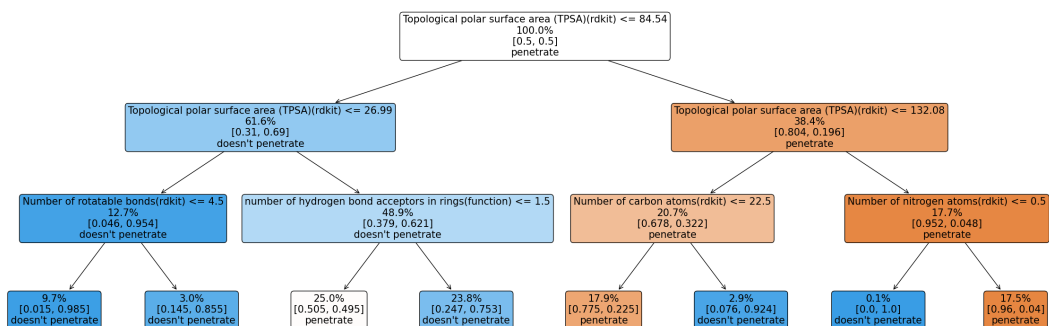 Topological polar surface area (TPSA)(rdkit) <= 84.54
100.0%
[0.5, 0.5]
penetrate
Topological polar surface area (TPSA)(rdkit) <= 26.99
61.6%
[0.31, 0.69]
doesn't penetrate
Topological polar surface area (TPSA)(rdkit) <= 132.08
38.4%
[0.804, 0.196]
penetrate
Number of rotatable bonds(rdkit) <= 4.5
12.7%
[0.046, 0.954]
doesn't penetrate
number of hydrogen bond acceptors in rings(function) <= 1.5
48.9%
[0.379, 0.621]
doesn't penetrate
Number of carbon atoms(rdkit) <= 22.5
20.7%
[0.678, 0.322]
penetrate
Number of nitrogen atoms(rdkit) <= 0.5
17.7%
[0.952, 0.048]
penetrate
9.7%
[0.015, 0.985]
doesn't penetrate
3.0%
[0.145, 0.855]
doesn't penetrate
25.0%
[0.505, 0.495]
penetrate
23.8%
[0.247, 0.753]
doesn't penetrate
17.9%
[0.775, 0.225]
penetrate
2.9%
[0.076, 0.924]
doesn't penetrate
0.1%
[0.0, 1.0]
doesn't penetrate
17.5%
[0.96, 0.04]
penetrate